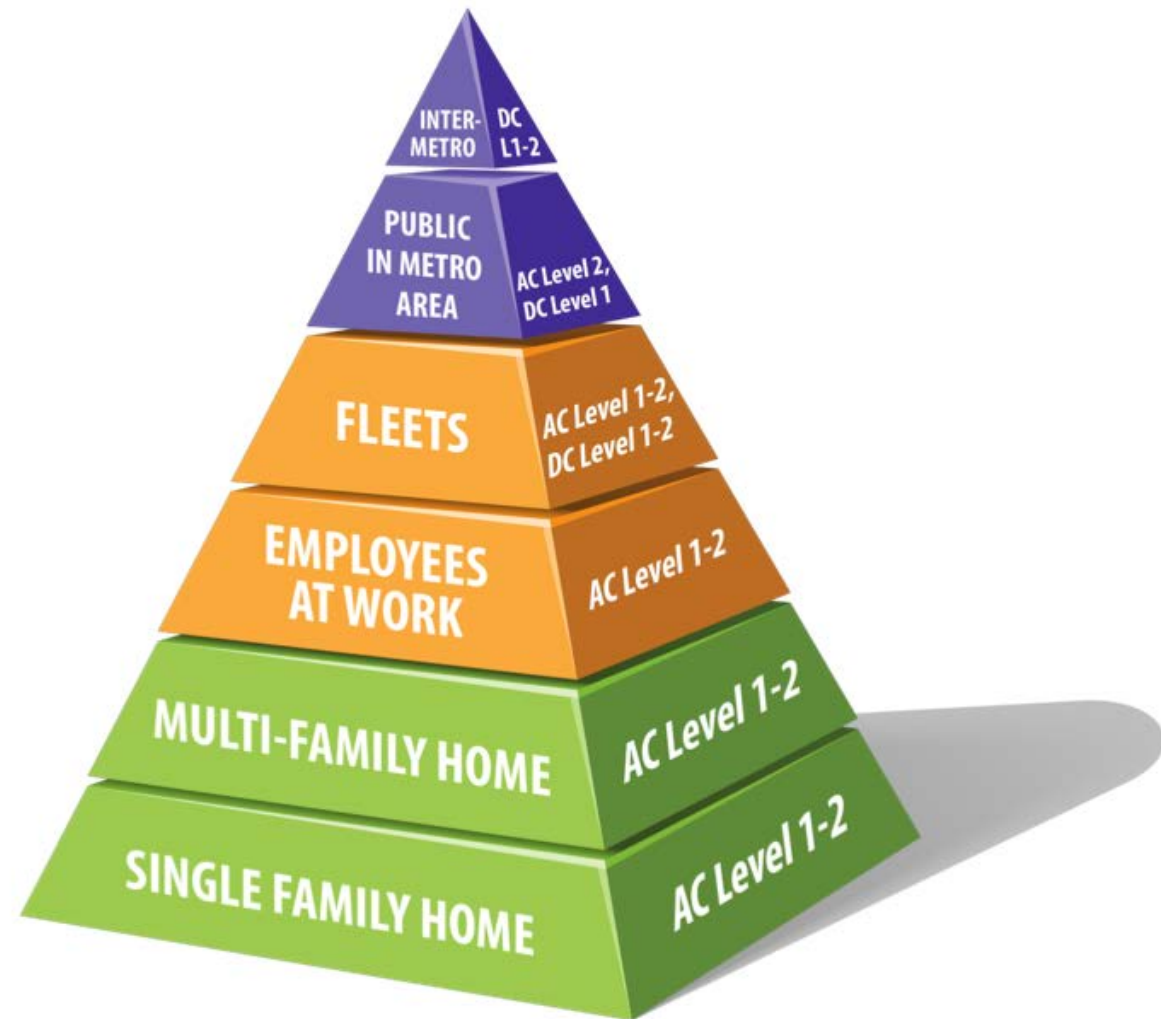 INTER-
METRO
DC
L1-2
PUBLIC
IN METRO
AREA
AC Level 2,
DC Level 1
FLEETS
AC Level 1-2,
DC Level 1-2
EMPLOYEES
AT WORK
AC Level 1-2
MULTI-FAMILY HOME
AC Level 1-2
SINGLE FAMILY HOME
AC Level 1-2